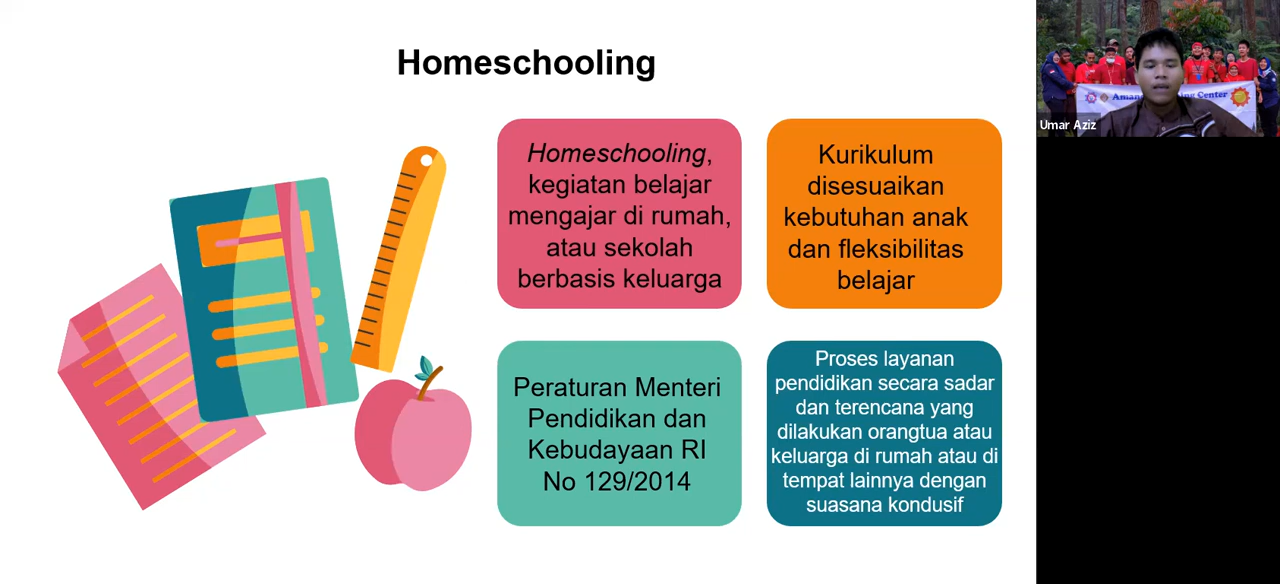 Homeschooling
Homeschooling,
kegiatan belajar
mengajar di rumah,
atau sekolah
berbasis keluarga
Kurikulum
disesuaikan
kebutuhan anak
dan fleksibilitas
belajar
Peraturan Menteri
Pendidikan dan
Kebudayaan RI
No 129/2014
Proses layanan
pendidikan secara sadar
dan terencana yang
dilakukan orangtua atau
keluarga di rumah atau di
tempat lainnya dengan
suasana kondusif
Center
Umar Aziz